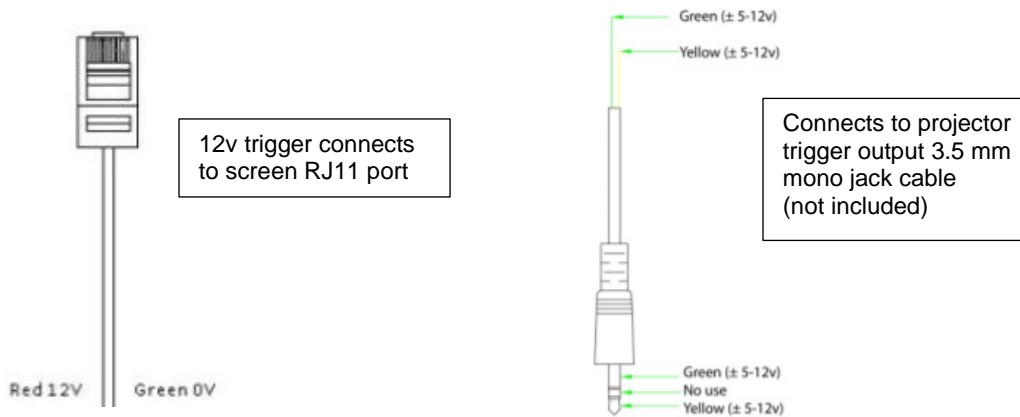 12v trigger connects
to screen RJ11 port
Red 12V
Green 0V
Green (± 5-12v)
Yellow (± 5-12v)
Connects to projector
trigger output 3.5 mm
mono jack cable
(not included)
Green (± 5-12v)
No use
Yellow (± 5-12v)